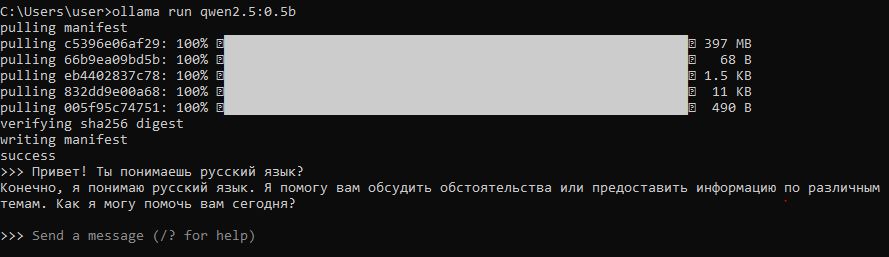 C:\Users\user>ollama run qwen2.5:0.5b
pulling manifest
pulling c5396e06af29: 100% 397 MB
pulling 66b9ea09bd5b: 100% 68 B
pulling eb4402837c78: 100% 1.5 KB
pulling 832dd9e00a68: 100% 11 KB
pulling 005f95c74751: 100% 490 B
verifying sha256 digest
writing manifest
success
>>> Привет! Ты понимаешь русский язык?
Конечно, я понимаю русский язык. Я помогу вам обсудить обстоятельства или предоставить информацию по различным
темам. Как я могу помочь вам сегодня?
>>> Send a message (/? for help)